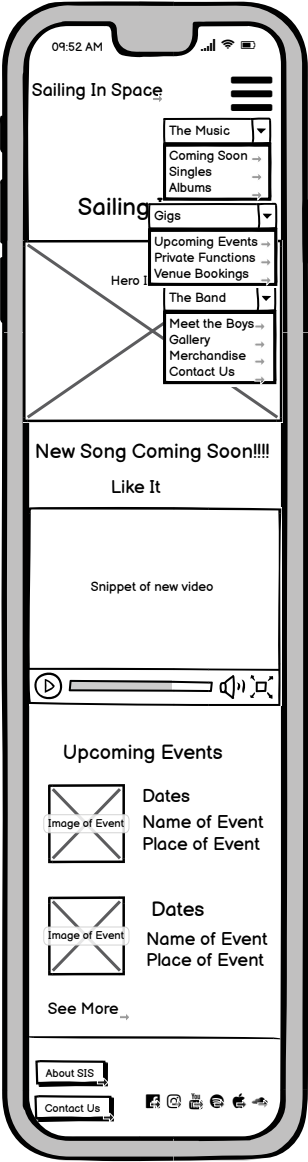 09:52 AM
Sailing In Space
The Music
Coming Soon
Singles
Albums
Sailing
Gigs
Upcoming Events
Private Functions
Venue Bookings
Hero I
The Band
Meet the Boys
Gallery
Merchandise
Contact Us
New Song Coming Soon!!!!
Like It
Snippet of new video
Upcoming Events
Dates
Image of Event
Name of Event
Place of Event
Dates
Image of Event
Name of Event
Place of Event
See More
About SIS
Contact Us
You